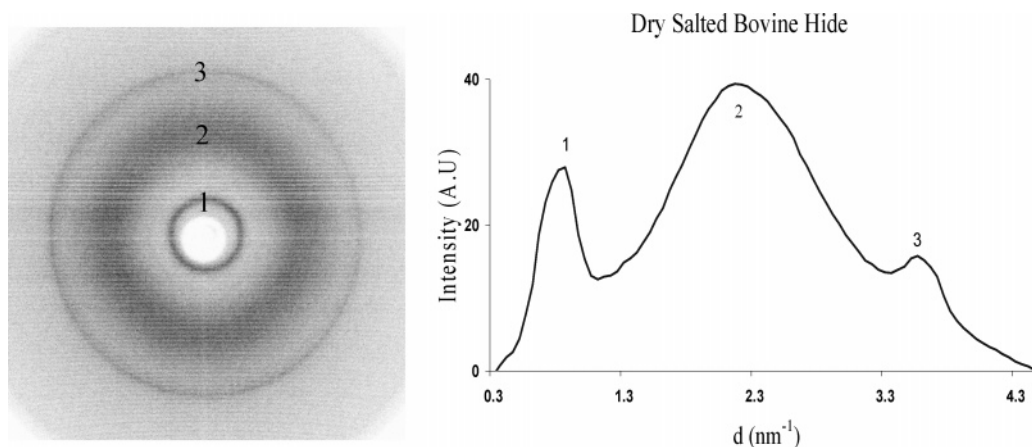 3
2
1
Dry Salted Bovine Hide
Intensity (A.U)
40
20
0
1
2
3
0.3 1.3 2.3 3.3 4.3
d (nm⁻¹)